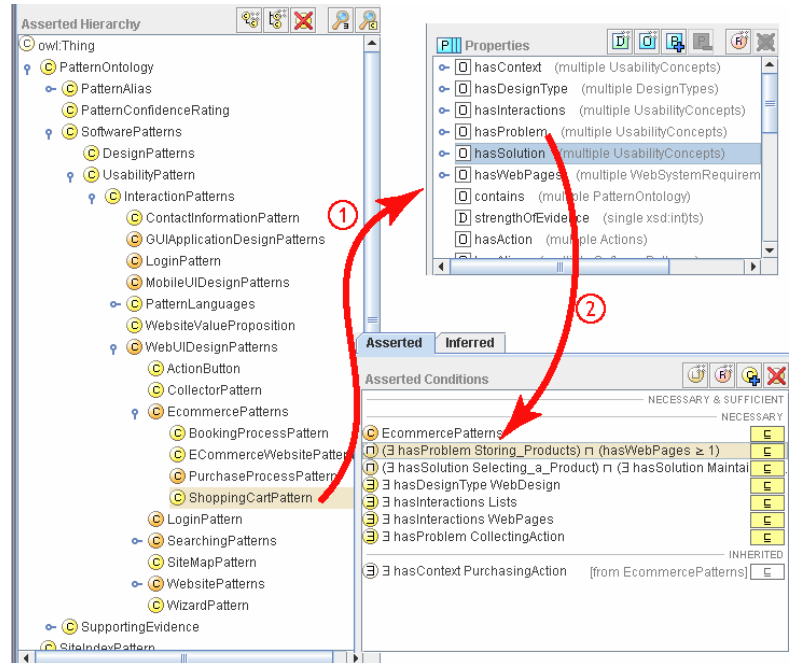 Asserted Hierarchy
C owl:Thing
C PatternOntology
C PatternAlias
C PatternConfidenceRating
C SoftwarePatterns
C DesignPatterns
C UsabilityPattern
C InteractionPatterns
C ContactInformationPattern
C GUIApplicationDesignPatterns
C LoginPattern
C MobileUIDesignPatterns
C PatternLanguages
C WebsiteValueProposition
C WebUIDesignPatterns
C ActionButton
C CollectorPattern
C EcommercePatterns
C BookingProcessPattern
C ECommerceWebsitePatter
C PurchaseProcessPattern
C ShoppingCartPattern
C LoginPattern
C SearchingPatterns
C SiteMapPattern
C WebsitePatterns
C WizardPattern
C SupportingEvidence
C SiteIndexPattern
1
P Properties
O hasContext (multiple UsabilityConcepts)
O hasDesignType (multiple DesignTypes)
O hasInteractions (multiple UsabilityConcepts)
O hasProblem (multiple UsabilityConcepts)
O hasSolution (multiple UsabilityConcepts)
O hasWebPages (multiple WebSystemRequirem
O contains (multiple PatternOntology)
D strengthOfEvidence (single xsd:int)ts)
O hasAction (multiple Actions)
2
Asserted Inferred
Asserted Conditions
NECESSARY & SUFFICIENT
NECESSARY
C EcommercePatterns ⊑
⊓ (∃ hasProblem Storing_Products) ⊓ (hasWebPages ≥ 1) ⊑
⊓ (∃ hasSolution Selecting_a_Product) ⊓ (∃ hasSolution Maintai ⊑
∃ ∃ hasDesignType WebDesign ⊑
∃ ∃ hasInteractions Lists ⊑
∃ ∃ hasInteractions WebPages ⊑
∃ ∃ hasProblem CollectingAction ⊑
INHERITED
∃ ∃ hasContext PurchasingAction [from EcommercePatterns] ⊑